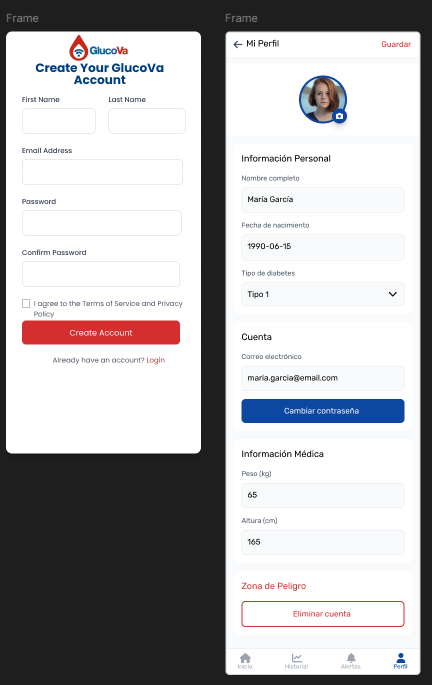 Frame
GlucoVa
Create Your GlucoVa
Account
First Name
Last Name
Email Address
Password
Confirm Password
I agree to the Terms of Service and Privacy
Policy
Create Account
Already have an account? Login
Frame
Mi Perfil
Guardar
Información Personal
Nombre completo
María García
Fecha de nacimiento
1990-06-15
Tipo de diabetes
Tipo 1
Cuenta
Correo electrónico
maria.garcia@email.com
Cambiar contraseña
Información Médica
Peso (kg)
65
Altura (cm)
165
Zona de Peligro
Eliminar cuenta
Inicio
Historial
Alertas
Perfil